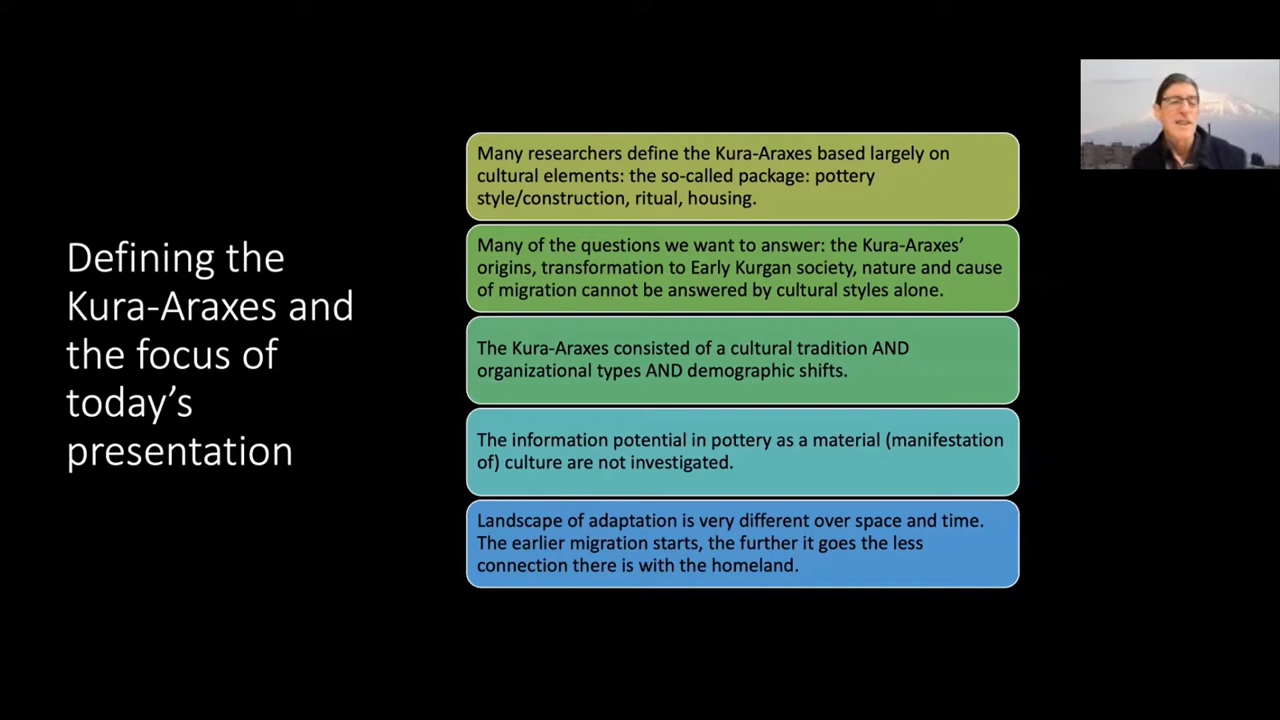 Defining the
Kura-Araxes and
the focus of
today’s
presentation
Many researchers define the Kura-Araxes based largely on
cultural elements: the so-called package: pottery
style/construction, ritual, housing.
Many of the questions we want to answer: the Kura-Araxes’
origins, transformation to Early Kurgan society, nature and cause
of migration cannot be answered by cultural styles alone.
The Kura-Araxes consisted of a cultural tradition AND
organizational types AND demographic shifts.
The information potential in pottery as a material (manifestation
of) culture are not investigated.
Landscape of adaptation is very different over space and time.
The earlier migration starts, the further it goes the less
connection there is with the homeland.